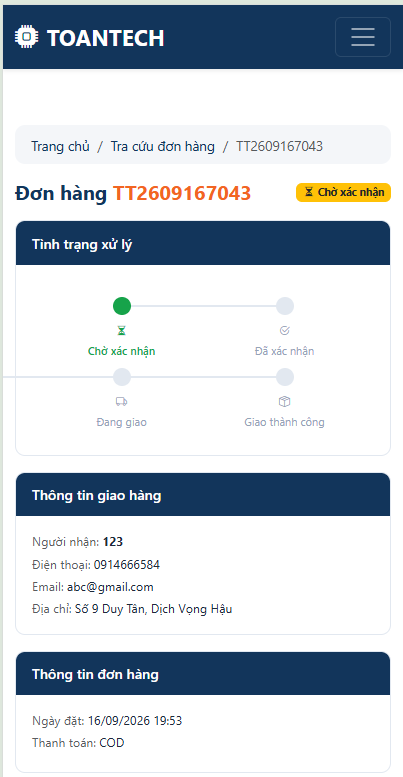 TOANTECH
Trang chủ / Tra cứu đơn hàng / TT2609167043
Đơn hàng TT2609167043
Chờ xác nhận
Tình trạng xử lý
Chờ xác nhận
Đã xác nhận
Đang giao
Giao thành công
Thông tin giao hàng
Người nhận: 123
Điện thoại: 0914666584
Email: abc@gmail.com
Địa chỉ: Số 9 Duy Tân, Dịch Vọng Hậu
Thông tin đơn hàng
Ngày đặt: 16/09/2026 19:53
Thanh toán: COD